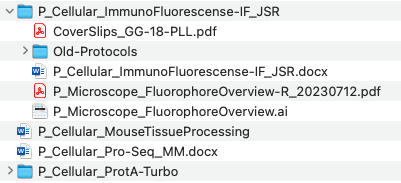 P_Cellular_ImmunoFluorescense-IF_JSR
CoverSlips_GG-18-PLL.pdf
Old-Protocols
P_Cellular_ImmunoFluorescense-IF_JSR.docx
P_Microscope_FluorophoreOverview-R_20230712.pdf
P_Microscope_FluorophoreOverview.ai
P_Cellular_MouseTissueProcessing
P_Cellular_Pro-Seq_MM.docx
P_Cellular_ProtA-Turbo